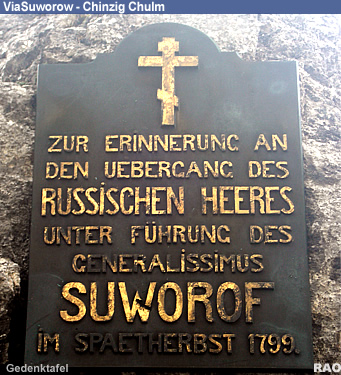 ViaSuworow - Chinzig Chulm
ZUR ERINNERUNG AN
DEN UEBERGANG DES
RUSSISCHEN HEERES
UNTER FÜHRUNG DES
GENERALISSIMUS
SUWOROF
IM SPAETHERBST 1799.
Gedenktafel
RAO